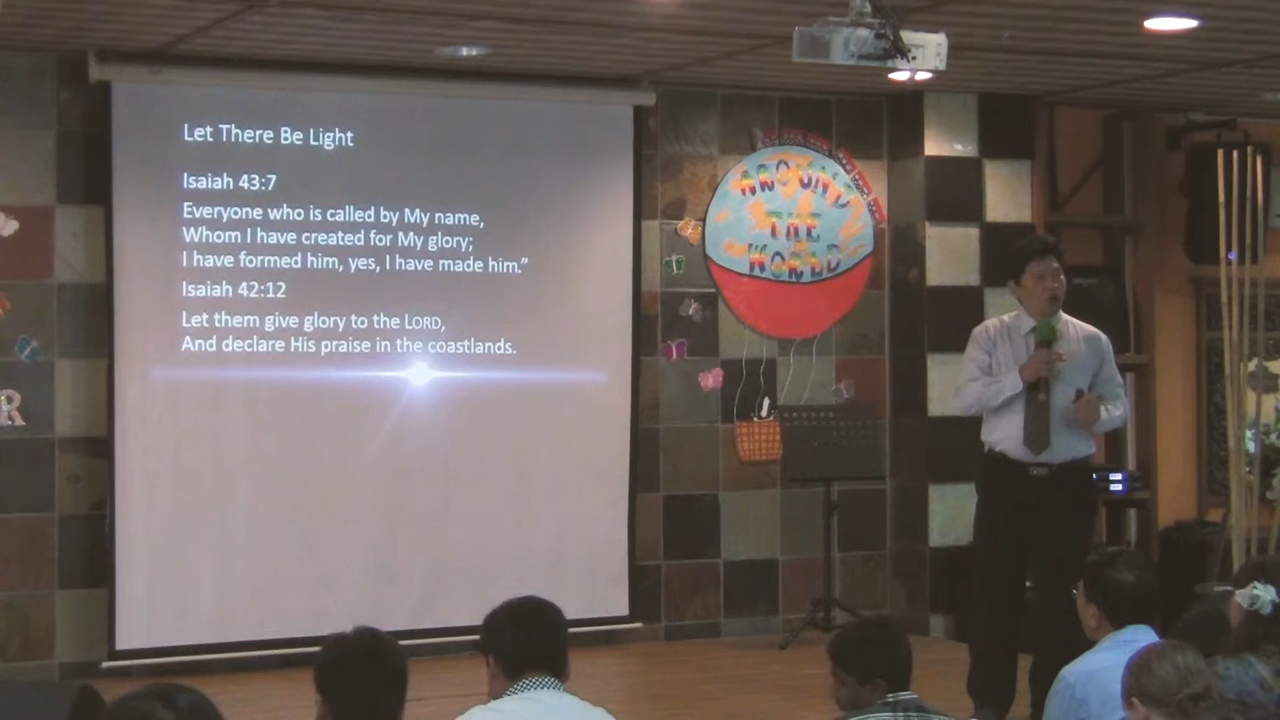 Let There Be Light
Isaiah 43:7
Everyone who is called by My name,
Whom I have created for My glory;
I have formed him, yes, I have made him.”
Isaiah 42:12
Let them give glory to the LORD,
And declare His praise in the coastlands.
AROUND
THE
WORLD
R